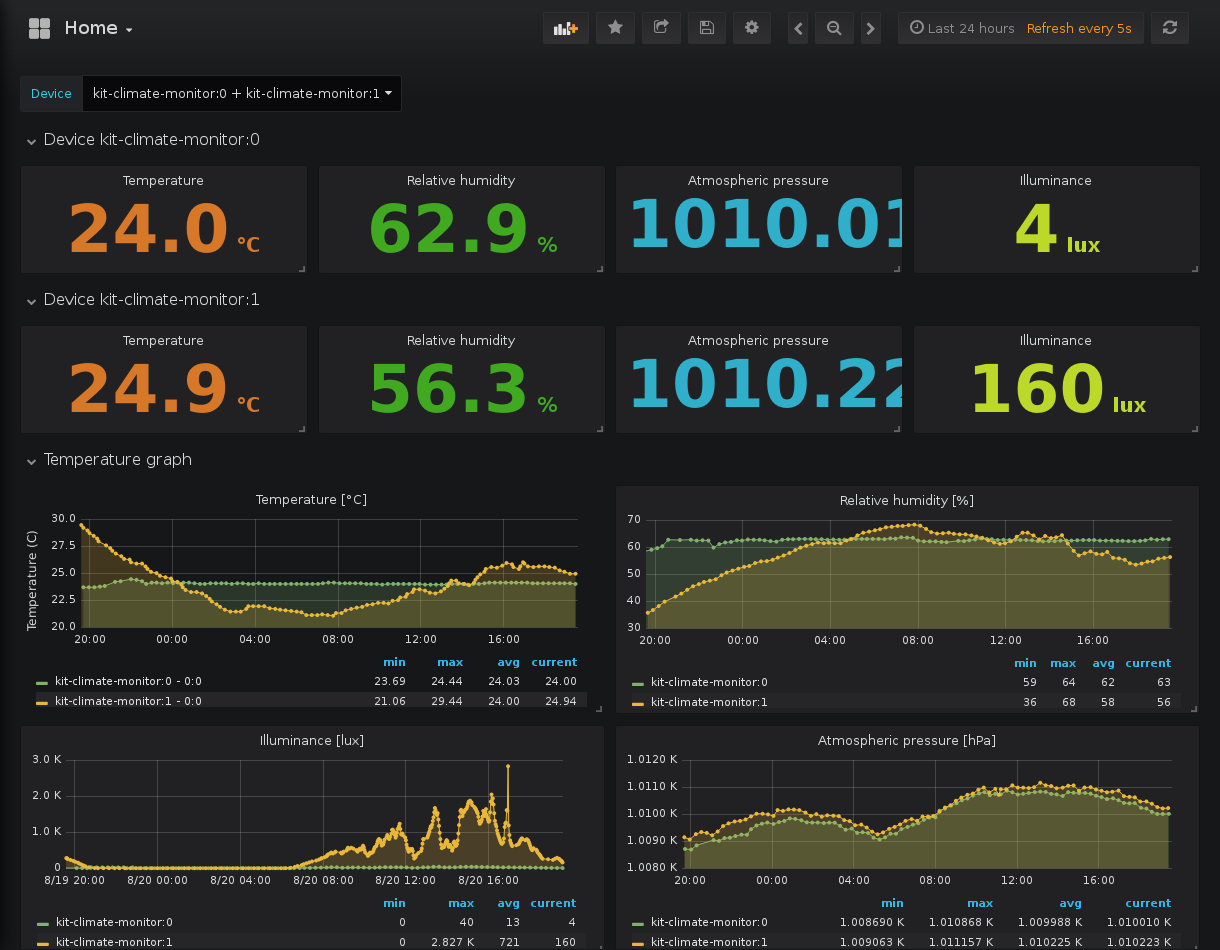 Home
Last 24 hours Refresh every 5s
Device kit-climate-monitor:0 + kit-climate-monitor:1
Device kit-climate-monitor:0
Temperature Relative humidity Atmospheric pressure Illuminance
24.0 °C 62.9 % 1010.01 4 lux
Device kit-climate-monitor:1
Temperature Relative humidity Atmospheric pressure Illuminance
24.9 °C 56.3 % 1010.22 160 lux
Temperature graph
Temperature [°C]
Temperature (C)
30.0
27.5
25.0
22.5
20.0
20:00 00:00 04:00 08:00 12:00 16:00
min max avg current
kit-climate-monitor:0 - 0:0 23.69 24.44 24.03 24.00
kit-climate-monitor:1 - 0:0 21.06 29.44 24.00 24.94
Relative humidity [%]
70
60
50
40
30
20:00 00:00 04:00 08:00 12:00 16:00
min max avg current
kit-climate-monitor:0 59 64 62 63
kit-climate-monitor:1 36 68 58 56
Illuminance [lux]
3.0 K
2.0 K
1.0 K
0
8/19 20:00 8/20 00:00 8/20 04:00 8/20 08:00 8/20 12:00 8/20 16:00
min max avg current
kit-climate-monitor:0 0 40 13 4
kit-climate-monitor:1 0 2.827 K 721 160
Atmospheric pressure [hPa]
1.0120 K
1.0110 K
1.0100 K
1.0090 K
1.0080 K
20:00 00:00 04:00 08:00 12:00 16:00
min max avg current
kit-climate-monitor:0 1.008690 K 1.010868 K 1.009988 K 1.010010 K
kit-climate-monitor:1 1.009063 K 1.011157 K 1.010225 K 1.010223 K